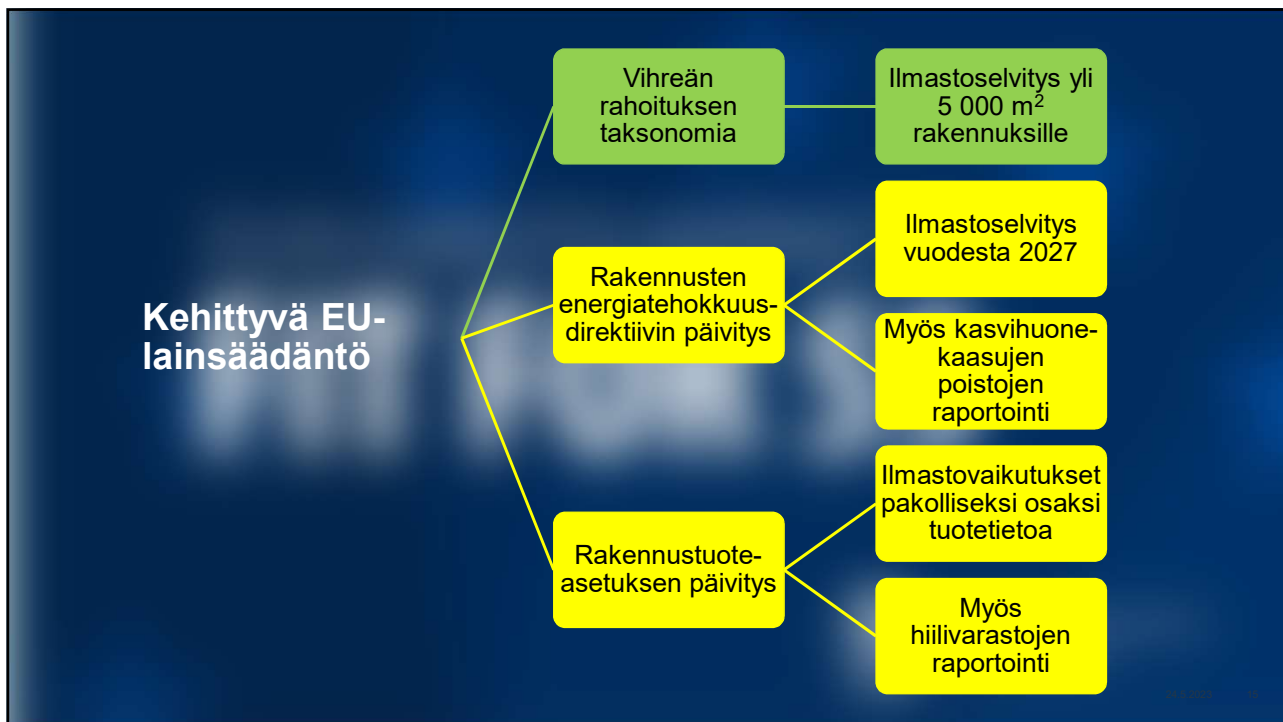 Kehittyvä EU-
lainsäädäntö
Vihreän
rahoituksen
taksonomia
Ilmastoselvitys yli
5 000 m²
rakennuksille
Rakennusten
energiatehokkuus-
direktiivin päivitys
Ilmastoselvitys
vuodesta 2027
Myös kasvihuone-
kaasujen
poistojen
raportointi
Rakennustuote-
asetuksen päivitys
Ilmastovaikutukset
pakolliseksi osaksi
tuotetietoa
Myös
hiilivarastojen
raportointi